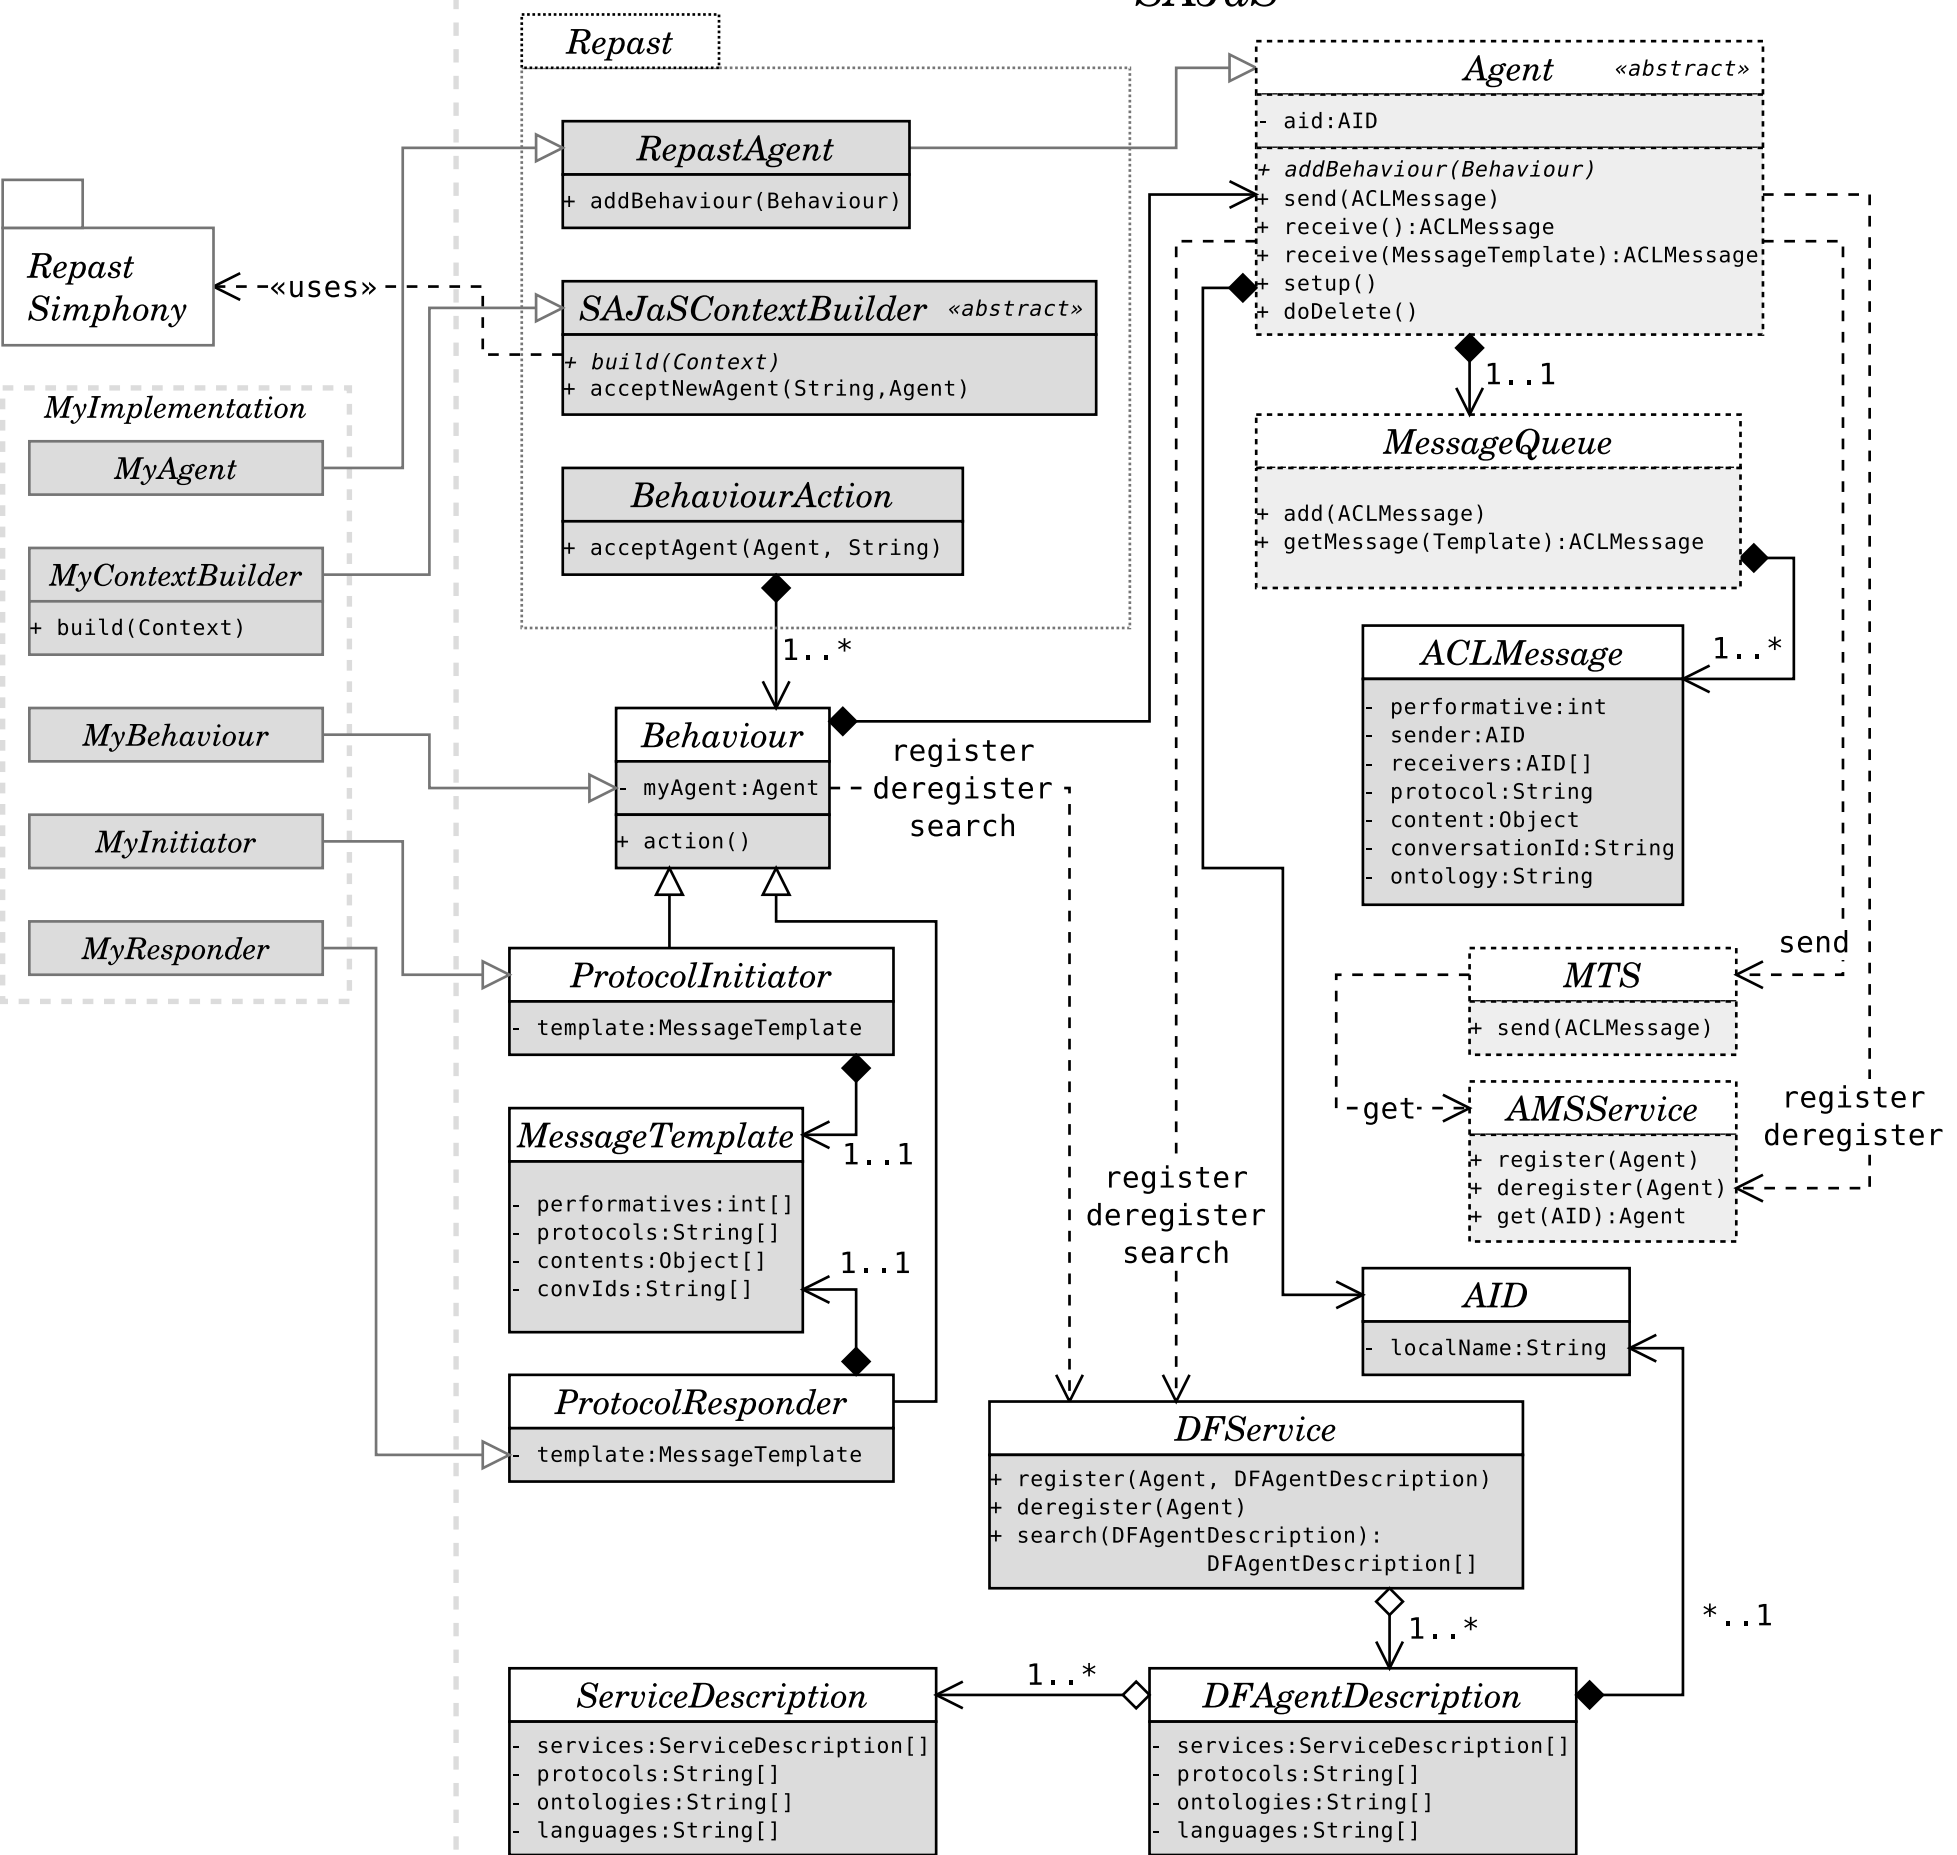 SAJaS
Repast
RepastAgent
+ addBehaviour(Behaviour)
SAJaSContextBuilder «abstract»
+ build(Context)
+ acceptNewAgent(String,Agent)
BehaviourAction
+ acceptAgent(Agent, String)
1..*
Repast
Simphony
«uses»
MyImplementation
MyAgent
MyContextBuilder
+ build(Context)
MyBehaviour
MyInitiator
MyResponder
Agent «abstract»
- aid:AID
+ addBehaviour(Behaviour)
+ send(ACLMessage)
+ receive():ACLMessage
+ receive(MessageTemplate):ACLMessage
+ setup()
+ doDelete()
1..1
MessageQueue
+ add(ACLMessage)
+ getMessage(Template):ACLMessage
1..*
ACLMessage
- performative:int
- sender:AID
- receivers:AID[]
- protocol:String
- content:Object
- conversationId:String
- ontology:String
Behaviour
- myAgent:Agent
+ action()
register
deregister
search
ProtocolInitiator
- template:MessageTemplate
1..1
MessageTemplate
- performatives:int[]
- protocols:String[]
- contents:Object[]
- convIds:String[]
1..1
ProtocolResponder
- template:MessageTemplate
send
MTS
+ send(ACLMessage)
get
AMSService
+ register(Agent)
+ deregister(Agent)
+ get(AID):Agent
register
deregister
register
deregister
search
AID
- localName:String
DFService
+ register(Agent, DFAgentDescription)
+ deregister(Agent)
+ search(DFAgentDescription):
DFAgentDescription[]
1..*
*..1
1..*
ServiceDescription
- services:ServiceDescription[]
- protocols:String[]
- ontologies:String[]
- languages:String[]
DFAgentDescription
- services:ServiceDescription[]
- protocols:String[]
- ontologies:String[]
- languages:String[]